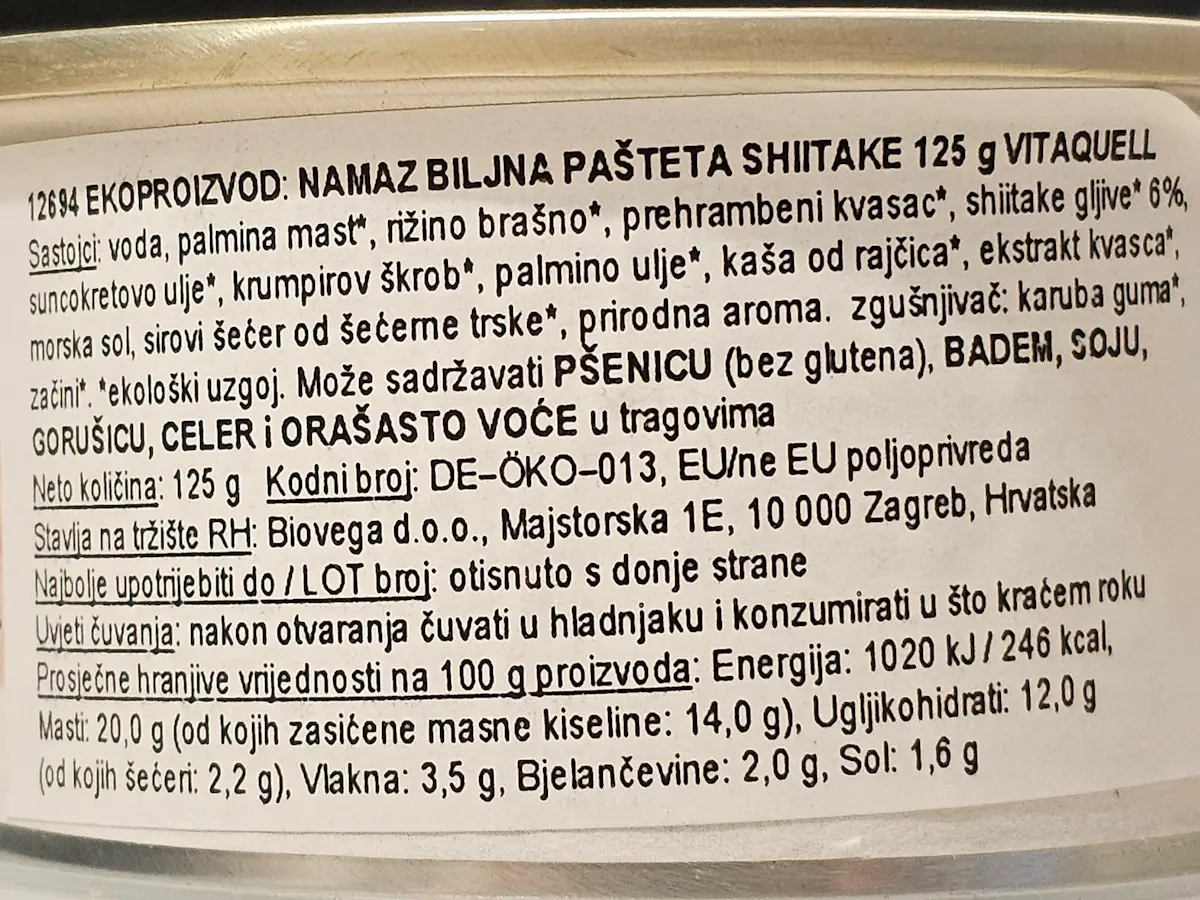 12694 EKOPROIZVOD: NAMAZ BILJNA PAŠTETA SHIITAKE 125 g VITAQUELL
Sastojci: voda, palmina mast*, rižino brašno*, prehrambeni kvasac*, shiitake gljive* 6%,
suncokretovo ulje*, krumpirov škrob*, palmino ulje*, kaša od rajčica*, ekstrakt kvasca*,
morska sol, sirovi šećer od šećerne trske*, prirodna aroma. zgušnjivač: karuba guma*,
začini*. *ekološki uzgoj. Može sadržavati PŠENICU (bez glutena), BADEM, SOJU,
GORUŠICU, CELER i ORAŠASTO VOĆE u tragovima
Neto količina: 125 g Kodni broj: DE-ÖKO-013, EU/ne EU poljoprivreda
Stavlja na tržište RH: Biovega d.o.o., Majstorska 1E, 10 000 Zagreb, Hrvatska
Najbolje upotrijebiti do / LOT broj: otisnuto s donje strane
Uvjeti čuvanja: nakon otvaranja čuvati u hladnjaku i konzumirati u što kraćem roku
Prosječne hranjive vrijednosti na 100 g proizvoda: Energija: 1020 kJ / 246 kcal,
Masti: 20,0 g (od kojih zasićene masne kiseline: 14,0 g), Ugljikohidrati: 12,0 g
(od kojih šećeri: 2,2 g), Vlakna: 3,5 g, Bjelančevine: 2,0 g, Sol: 1,6 g